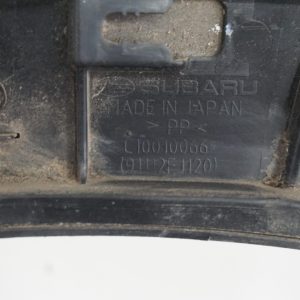 SUBARU
MADE IN JAPAN
> PP <
L10010066
(91112FJ120)